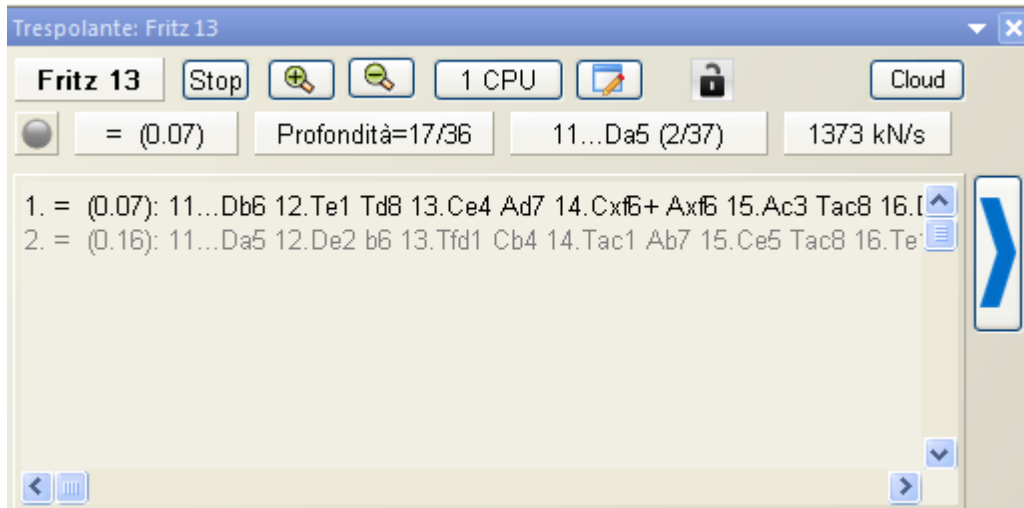 Trespolante: Fritz 13
Fritz 13 Stop 1 CPU Cloud
= (0.07) Profondità=17/36 11...Da5 (2/37) 1373 kN/s
1. = (0.07): 11...Db6 12.Te1 Td8 13.Ce4 Ad7 14.Cxf6+ Axf6 15.Ac3 Tac8 16.
2. = (0.16): 11...Da5 12.De2 b6 13.Tfd1 Cb4 14.Tac1 Ab7 15.Ce5 Tac8 16.Te